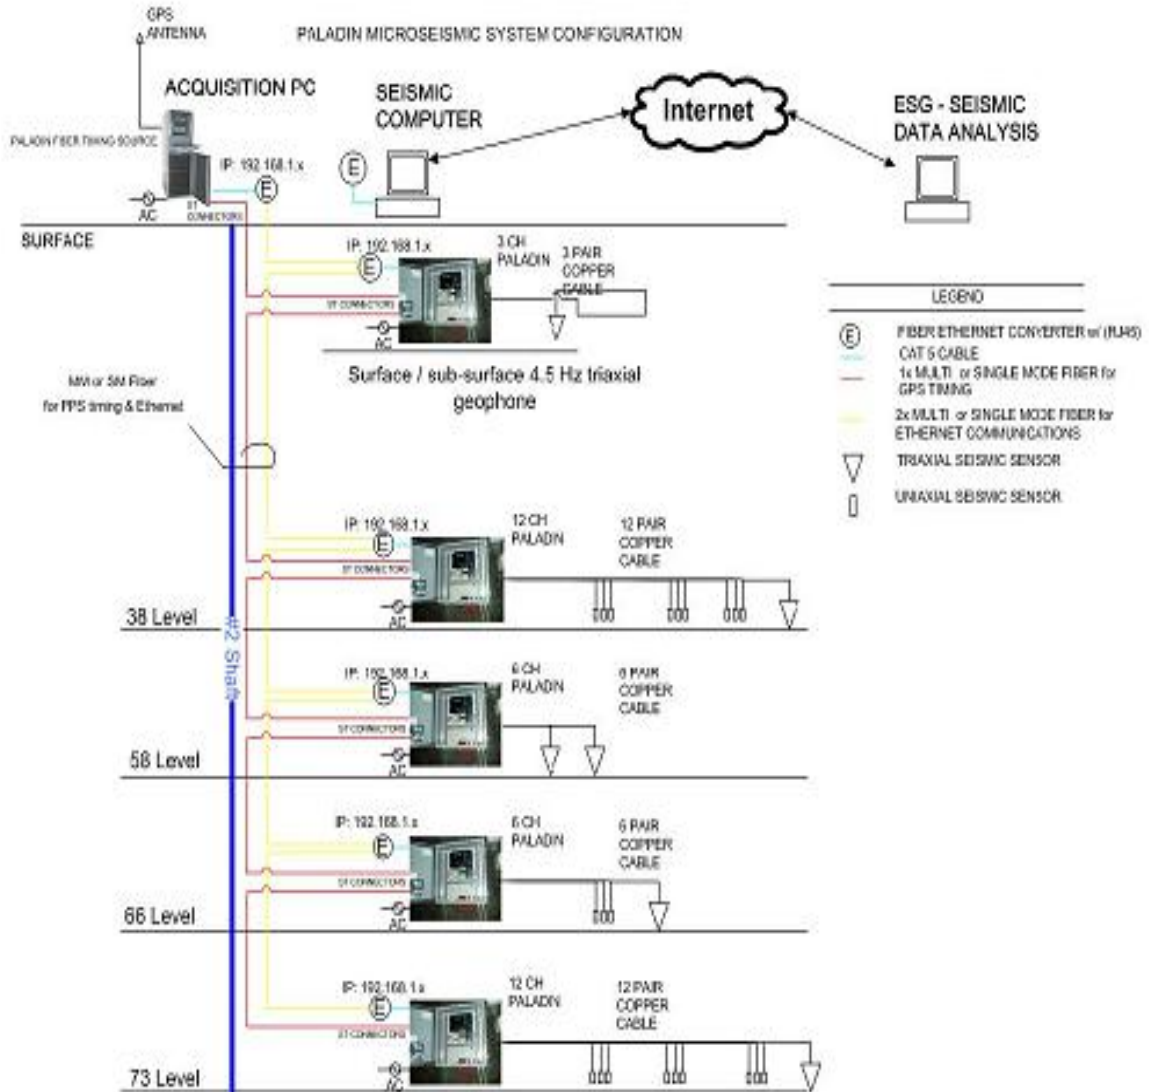 GPS
ANTENNA
PALADIN MICROSEISMIC SYSTEM CONFIGURATION
ACQUISITION PC
SEISMIC
COMPUTER
Internet
ESG - SEISMIC
DATA ANALYSIS
PALADIN FIBER TIMING SOURCE
IP: 192.168.1.x
E
E
AC
ST
CONNECTORS
SURFACE
IP: 192.168.1.x
E
3 CH
PALADIN
3 PAIR
COPPER
CABLE
ST CONNECTORS
AC
Surface / sub-surface 4.5 Hz triaxial
geophone
LEGEND
E
FIBER ETHERNET CONVERTER w/ (RJ45)
CAT 5 CABLE
1x MULTI or SINGLE MODE FIBER for
GPS TIMING
2x MULTI or SINGLE MODE FIBER for
ETHERNET COMMUNICATIONS
TRIAXIAL SEISMIC SENSOR
UNIAXIAL SEISMIC SENSOR
MM or SM Fiber
for PPS timing & Ethernet
IP: 192.168.1.x
E
12 CH
PALADIN
12 PAIR
COPPER
CABLE
ST CONNECTORS
AC
38 Level
#2 Shaft
IP: 192.168.1.x
E
6 CH
PALADIN
6 PAIR
COPPER
CABLE
ST CONNECTORS
AC
58 Level
IP: 192.168.1.x
E
6 CH
PALADIN
6 PAIR
COPPER
CABLE
ST CONNECTORS
AC
66 Level
IP: 192.168.1.x
E
12 CH
PALADIN
12 PAIR
COPPER
CABLE
ST CONNECTORS
AC
73 Level